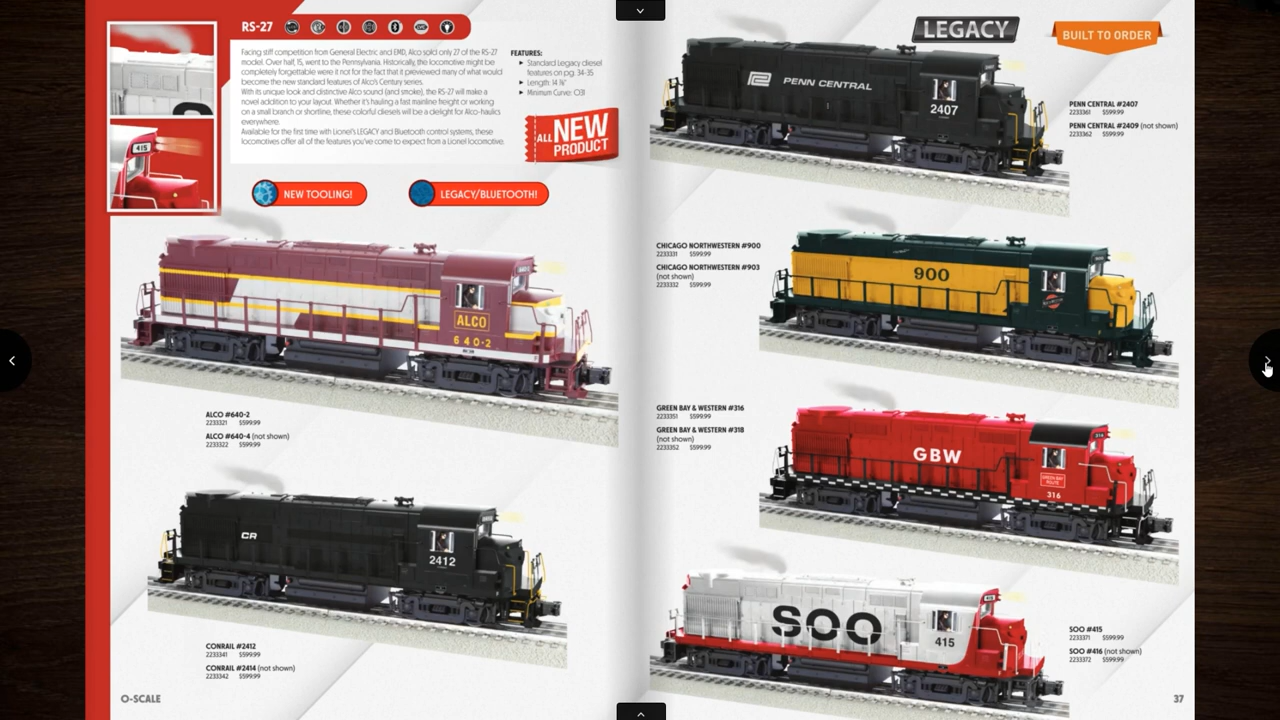 RS-27
Facing stiff competition from General Electric and EMD, Alco sold only 27 of the RS-27
model. Over half, 15, went to the Pennsylvania. Historically, the locomotive might be
completely forgettable were it not for the fact that it previewed many of what would
become the new standard features of Alco's Century series.
With its unique look and distinctive Alco sound (and smoke), the RS-27 will make a
novel addition to your layout. Whether it's hauling a fast mainline freight or working
on a small branch or shortline, these colorful diesels will be a delight for Alco-haulics
everywhere.
Available for the first time with Lionel's LEGACY and Bluetooth control systems, these
locomotives offer all of the features you've come to expect from a Lionel locomotive.
FEATURES:
► Standard Legacy diesel
features on pg. 34-35
► Length: 14 ¾"
► Minimum Curve: O31
ALL NEW
PRODUCT
415
NEW TOOLING!
LEGACY/BLUETOOTH!
ALCO
640-2
ALCO #640-2
2233321 $599.99
ALCO #640-4 (not shown)
2233322 $599.99
CR
2412
CONRAIL #2412
2233341 $599.99
CONRAIL #2414 (not shown)
2233342 $599.99
O-SCALE
LEGACY
BUILT TO ORDER
PENN CENTRAL
2407
PENN CENTRAL #2407
2233361 $599.99
PENN CENTRAL #2409 (not shown)
2233362 $599.99
CHICAGO NORTHWESTERN #900
2233331 $599.99
CHICAGO NORTHWESTERN #903
(not shown)
2233332 $599.99
900
GREEN BAY & WESTERN #316
2233351 $599.99
GREEN BAY & WESTERN #318
(not shown)
2233352 $599.99
GBW
316
GREEN BAY
ROUTE
316
SOO
415
415
SOO #415
2233371 $599.99
SOO #416 (not shown)
2233372 $599.99
37